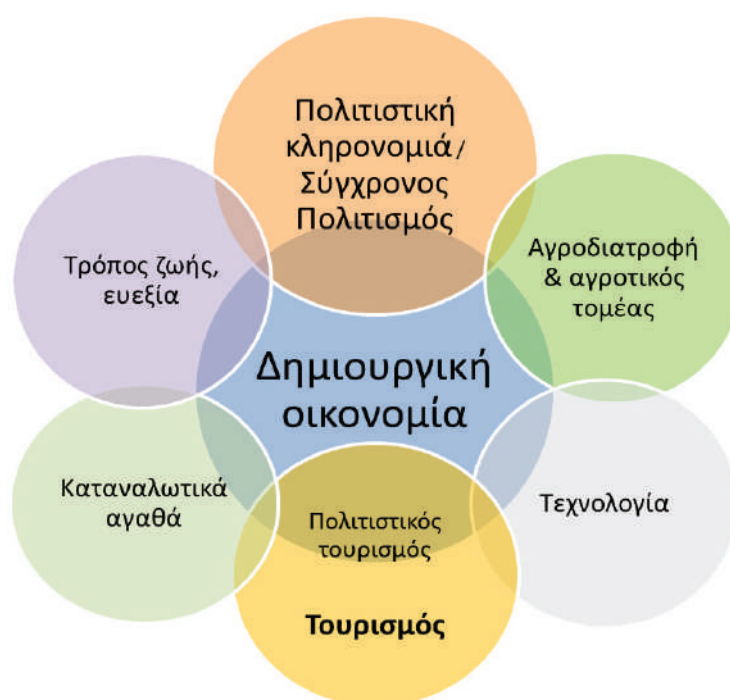 Πολιτιστική
κληρονομιά/
Σύγχρονος
Πολιτισμός
Τρόπος ζωής,
ευεξία
Αγροδιατροφή
& αγροτικός
τομέας
Δημιουργική
οικονομία
Καταναλωτικά
αγαθά
Τεχνολογία
Πολιτιστικός
τουρισμός
Τουρισμός